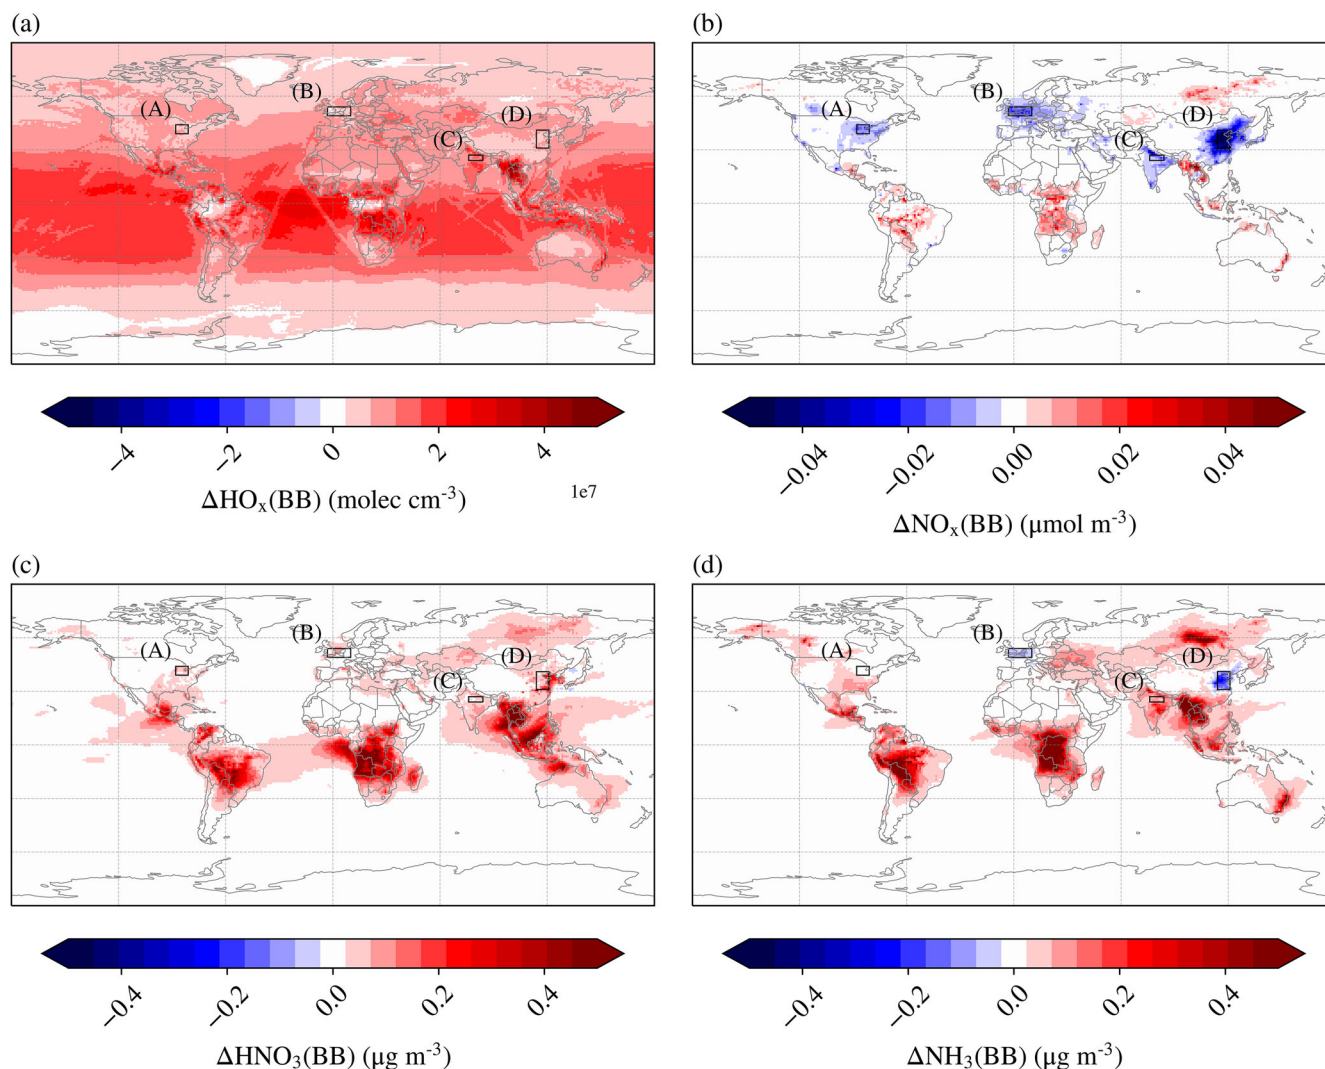 (a)
(b)
(A)
(B)
(C)
(D)
(A)
(B)
(C)
(D)
−4
−2
0
2
4
1e7
ΔHOₓ(BB) (molec cm⁻³)
−0.04
−0.02
0.00
0.02
0.04
ΔNOₓ(BB) (μmol m⁻³)
(c)
(d)
(A)
(B)
(C)
(D)
(A)
(B)
(C)
(D)
−0.4
−0.2
0.0
0.2
0.4
ΔHNO₃(BB) (μg m⁻³)
−0.4
−0.2
0.0
0.2
0.4
ΔNH₃(BB) (μg m⁻³)